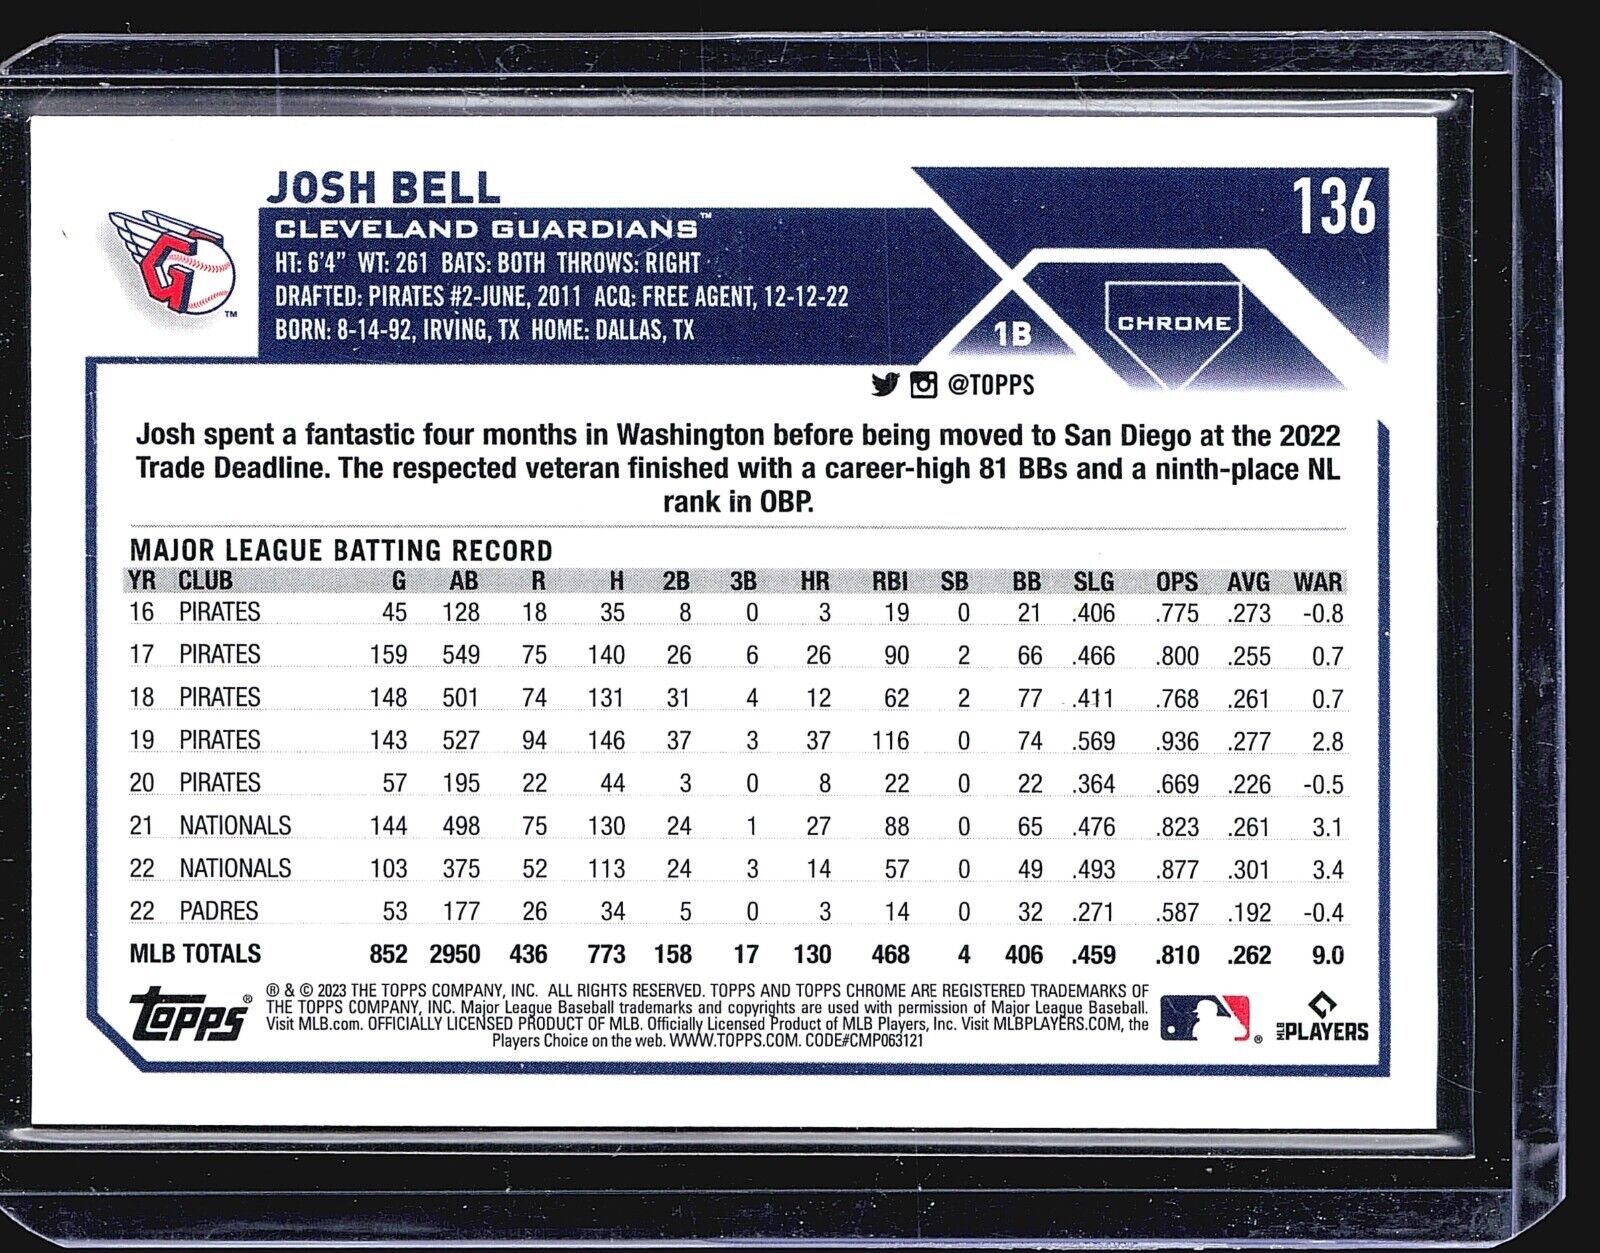 JOSH BELL
136
CLEVELAND GUARDIANS™
HT: 6'4" WT: 261 BATS: BOTH THROWS: RIGHT
DRAFTED: PIRATES #2-JUNE, 2011 ACQ: FREE AGENT, 12-12-22
BORN: 8-14-92, IRVING, TX HOME: DALLAS, TX
G
TM
1B
CHROME
@TOPPS
Josh spent a fantastic four months in Washington before being moved to San Diego at the 2022
Trade Deadline. The respected veteran finished with a career-high 81 BBs and a ninth-place NL
rank in OBP.
MAJOR LEAGUE BATTING RECORD
YR CLUB G AB R H 2B 3B HR RBI SB BB SLG OPS AVG WAR
16 PIRATES 45 128 18 35 8 0 3 19 0 21 .406 .775 .273 -0.8
17 PIRATES 159 549 75 140 26 6 26 90 2 66 .466 .800 .255 0.7
18 PIRATES 148 501 74 131 31 4 12 62 2 77 .411 .768 .261 0.7
19 PIRATES 143 527 94 146 37 3 37 116 0 74 .569 .936 .277 2.8
20 PIRATES 57 195 22 44 3 0 8 22 0 22 .364 .669 .226 -0.5
21 NATIONALS 144 498 75 130 24 1 27 88 0 65 .476 .823 .261 3.1
22 NATIONALS 103 375 52 113 24 3 14 57 0 49 .493 .877 .301 3.4
22 PADRES 53 177 26 34 5 0 3 14 0 32 .271 .587 .192 -0.4
MLB TOTALS 852 2950 436 773 158 17 130 468 4 406 .459 .810 .262 9.0
Topps®
® & © 2023 THE TOPPS COMPANY, INC. ALL RIGHTS RESERVED. TOPPS AND TOPPS CHROME ARE REGISTERED TRADEMARKS OF
THE TOPPS COMPANY, INC. Major League Baseball trademarks and copyrights are used with permission of Major League Baseball.
Visit MLB.com. OFFICIALLY LICENSED PRODUCT OF MLB. Officially Licensed Product of MLB Players, Inc. Visit MLBPLAYERS.COM, the
Players Choice on the web. WWW.TOPPS.COM. CODE#CMP063121
®
MLB PLAYERS